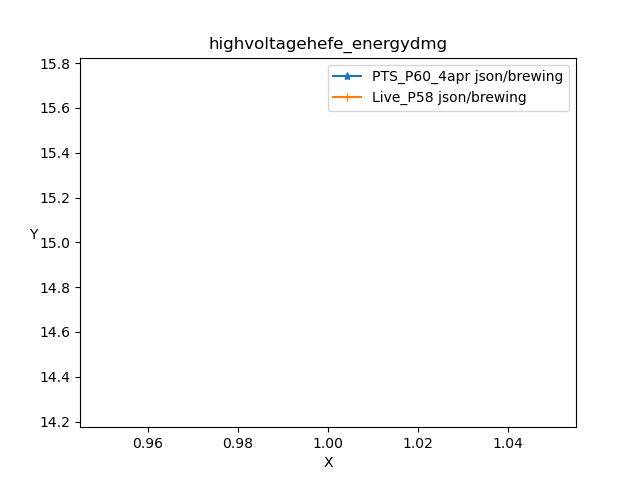 highvoltagehefe_energydmg
PTS_P60_4apr json/brewing
Live_P58 json/brewing
15.8
15.6
15.4
15.2
15.0
14.8
14.6
14.4
14.2
Y
0.96 0.98 1.00 1.02 1.04
X